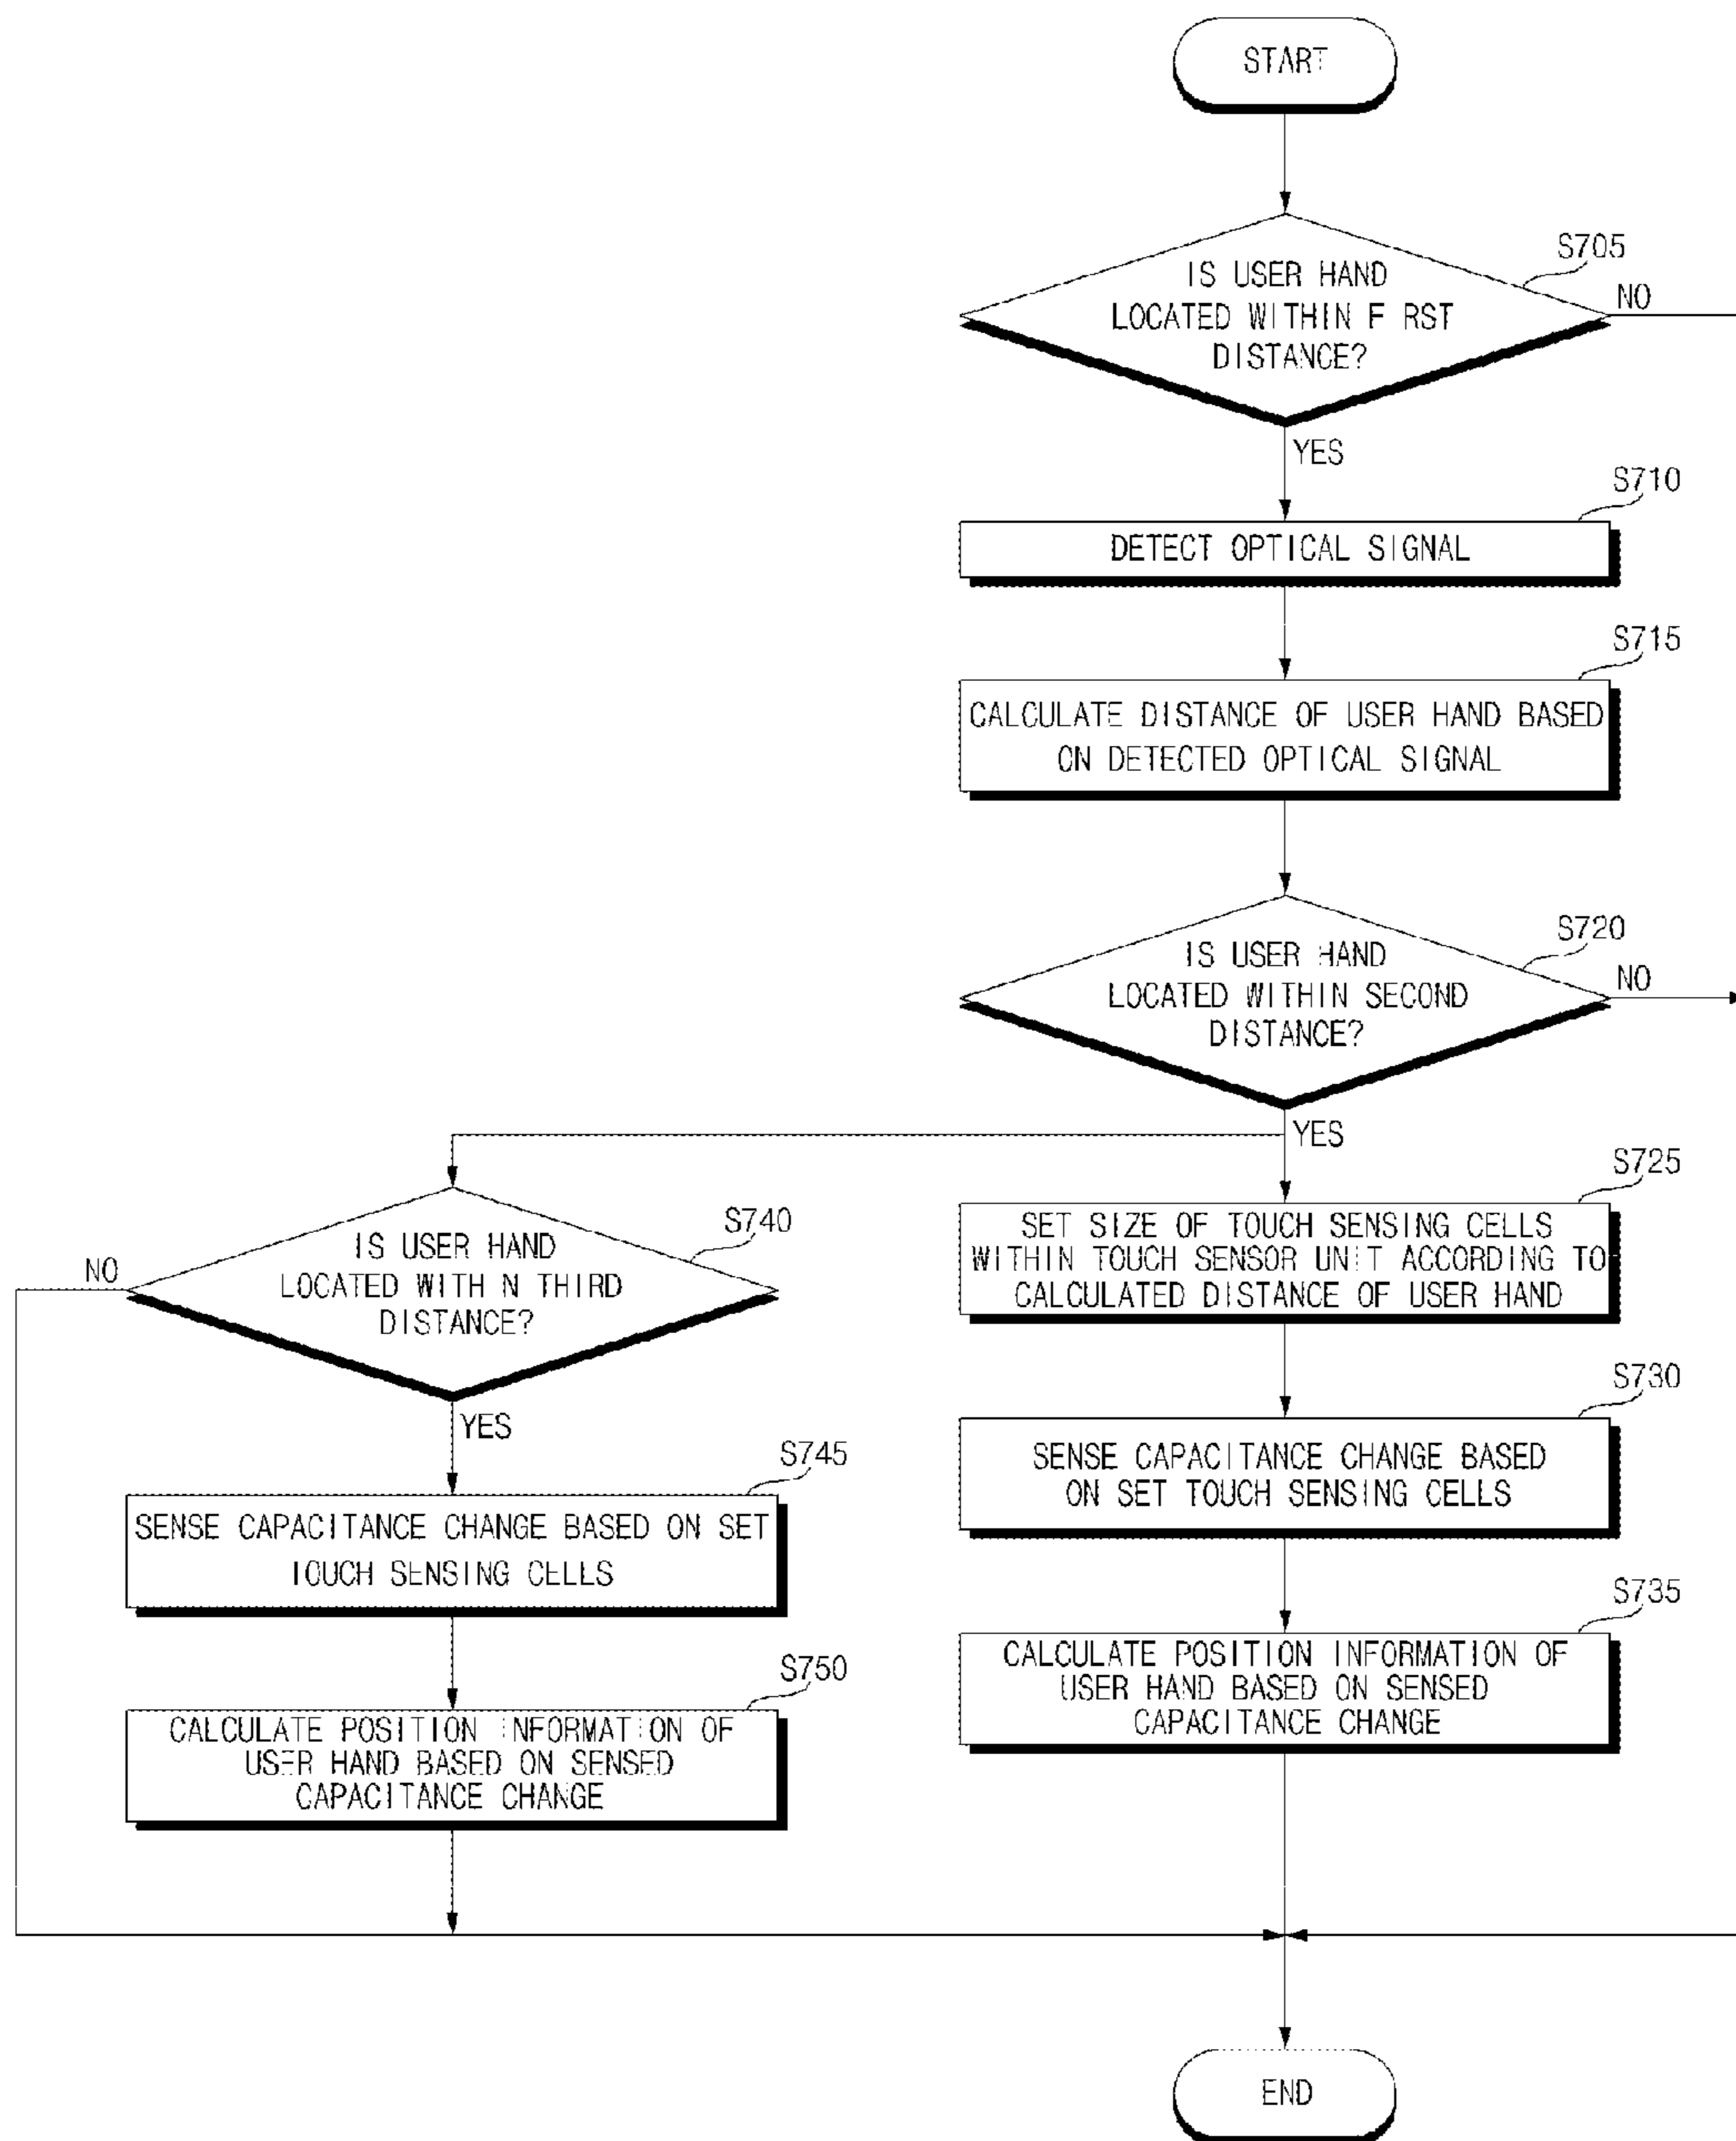 START
S705
IS USER HAND
LOCATED WITHIN F RST
DISTANCE?
NO
YES
S710
DETECT OPTICAL SIGNAL
S715
CALCULATE DISTANCE OF USER HAND BASED
ON DETECTED OPTICAL SIGNAL
S720
IS USER HAND
LOCATED WITHIN SECOND
DISTANCE?
NO
YES
S725
SET SIZE OF TOUCH SENSING CELLS
WITHIN TOUCH SENSOR UNIT ACCORDING TO
CALCULATED DISTANCE OF USER HAND
S730
SENSE CAPACITANCE CHANGE BASED
ON SET TOUCH SENSING CELLS
S735
CALCULATE POSITION INFORMATION OF
USER HAND BASED ON SENSED
CAPACITANCE CHANGE
S740
IS USER HAND
LOCATED WITH N THIRD
DISTANCE?
NO
YES
S745
SENSE CAPACITANCE CHANGE BASED ON SET
TOUCH SENSING CELLS
S750
CALCULATE POSITION INFORMATION OF
USER HAND BASED ON SENSED
CAPACITANCE CHANGE
END